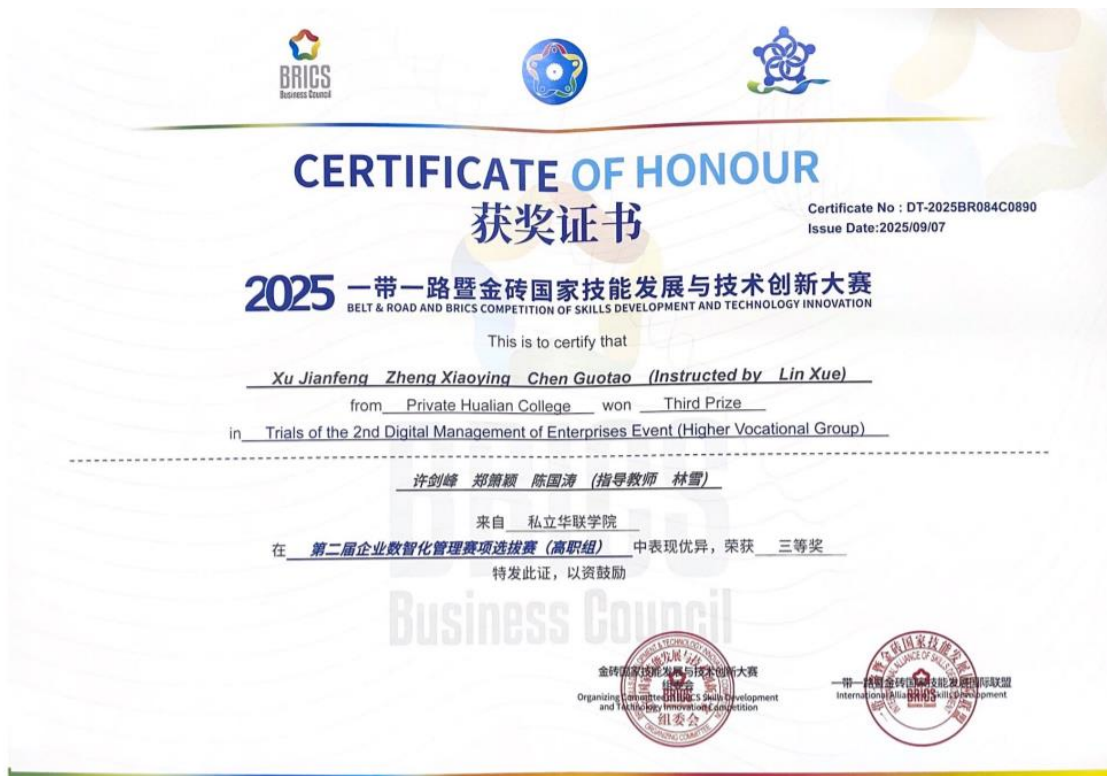 BRICS
Business Council
CERTIFICATE OF HONOUR
获奖证书
Certificate No : DT-2025BR084C0890
Issue Date:2025/09/07
2025 一带一路暨金砖国家技能发展与技术创新大赛
BELT & ROAD AND BRICS COMPETITION OF SKILLS DEVELOPMENT AND TECHNOLOGY INNOVATION
This is to certify that
Xu Jianfeng Zheng Xiaoying Chen Guotao (Instructed by Lin Xue)
from Private Hualian College won Third Prize
in Trials of the 2nd Digital Management of Enterprises Event (Higher Vocational Group)
许剑峰 郑箫颖 陈国涛 (指导教师 林雪)
来自 私立华联学院
在 第二届企业数智化管理赛项选拔赛（高职组） 中表现优异，荣获 三等奖
特发此证，以资鼓励
BRICS
Business Council
金砖国家技能发展与技术创新大赛
组委会
Organizing Committee of BRICS Skills Development
and Technology Innovation Competition
组委会
ORGANIZING COMMITTEE
一带一路暨金砖国家技能发展国际联盟
International Alliance of Skills Development
BRICS